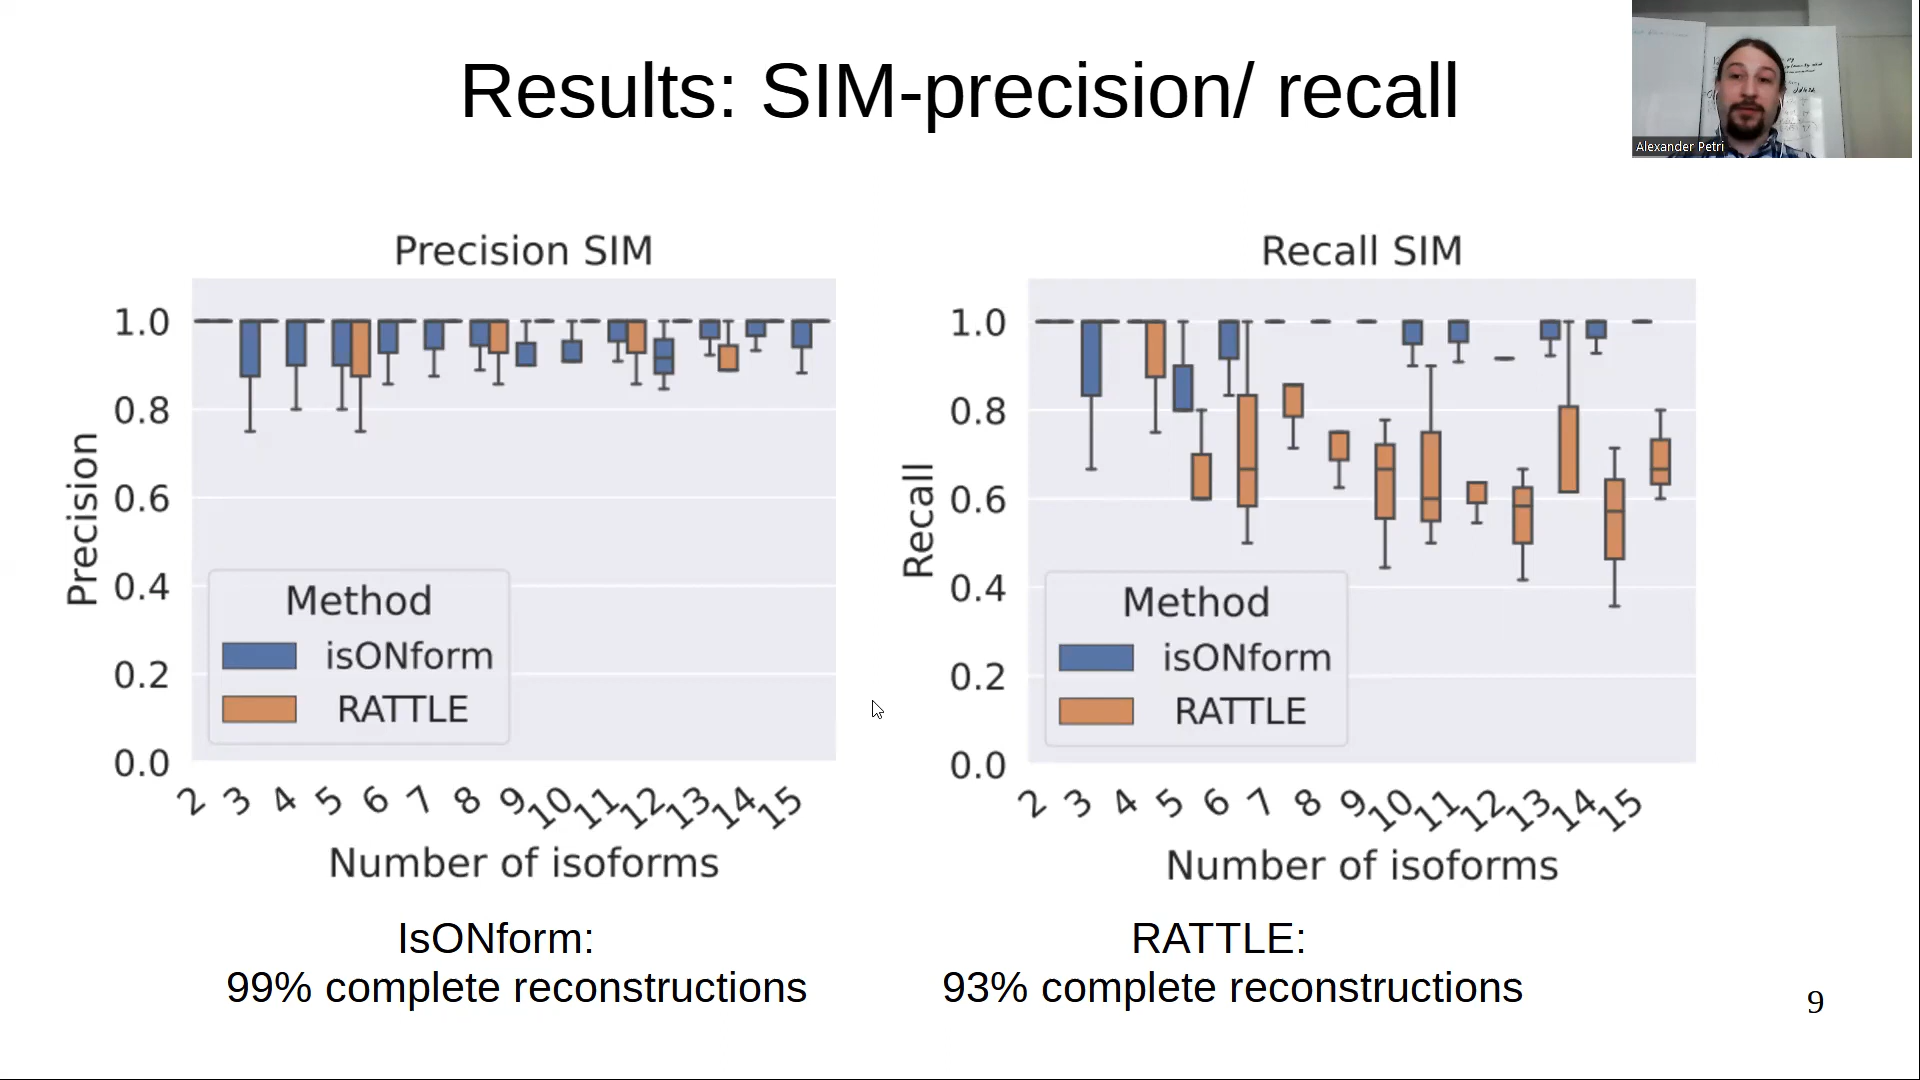 Results: SIM-precision/ recall
Alexander Petri
Precision SIM
Precision
1.0
0.8
0.6
0.4
0.2
0.0
Method
isONform
RATTLE
2 3 4 5 6 7 8 9 10 11 12 13 14 15
Number of isoforms
Recall SIM
Recall
1.0
0.8
0.6
0.4
0.2
0.0
Method
isONform
RATTLE
2 3 4 5 6 7 8 9 10 11 12 13 14 15
Number of isoforms
IsONform:
99% complete reconstructions
RATTLE:
93% complete reconstructions
9